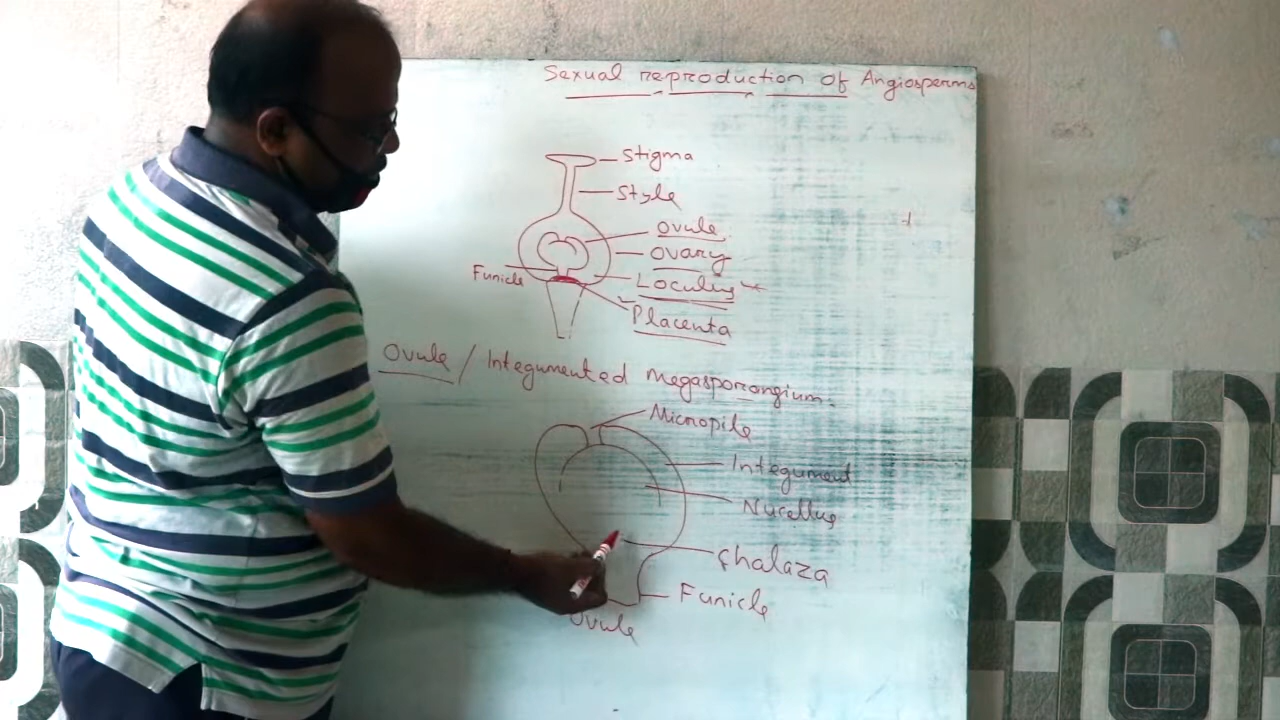 Sexual reproduction of Angiosperms
Stigma
Style
Ovule
Ovary
Funicle
Loculus
Placenta
Ovule / Integumented megasporangium.
Micropile
Integument
Nucellus
Chalaza
Funicle
Ovule